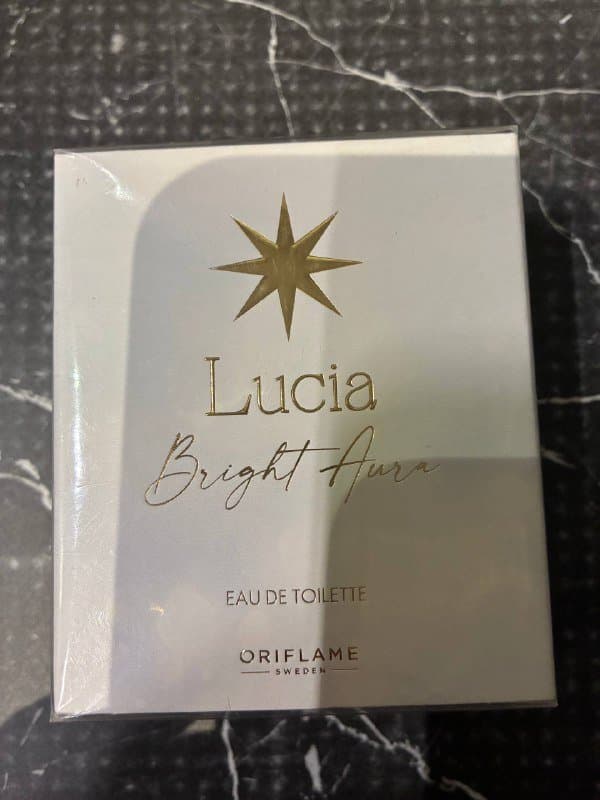 Lucia
Bright Aura
EAU DE TOILETTE
ORIFLAME
SWEDEN